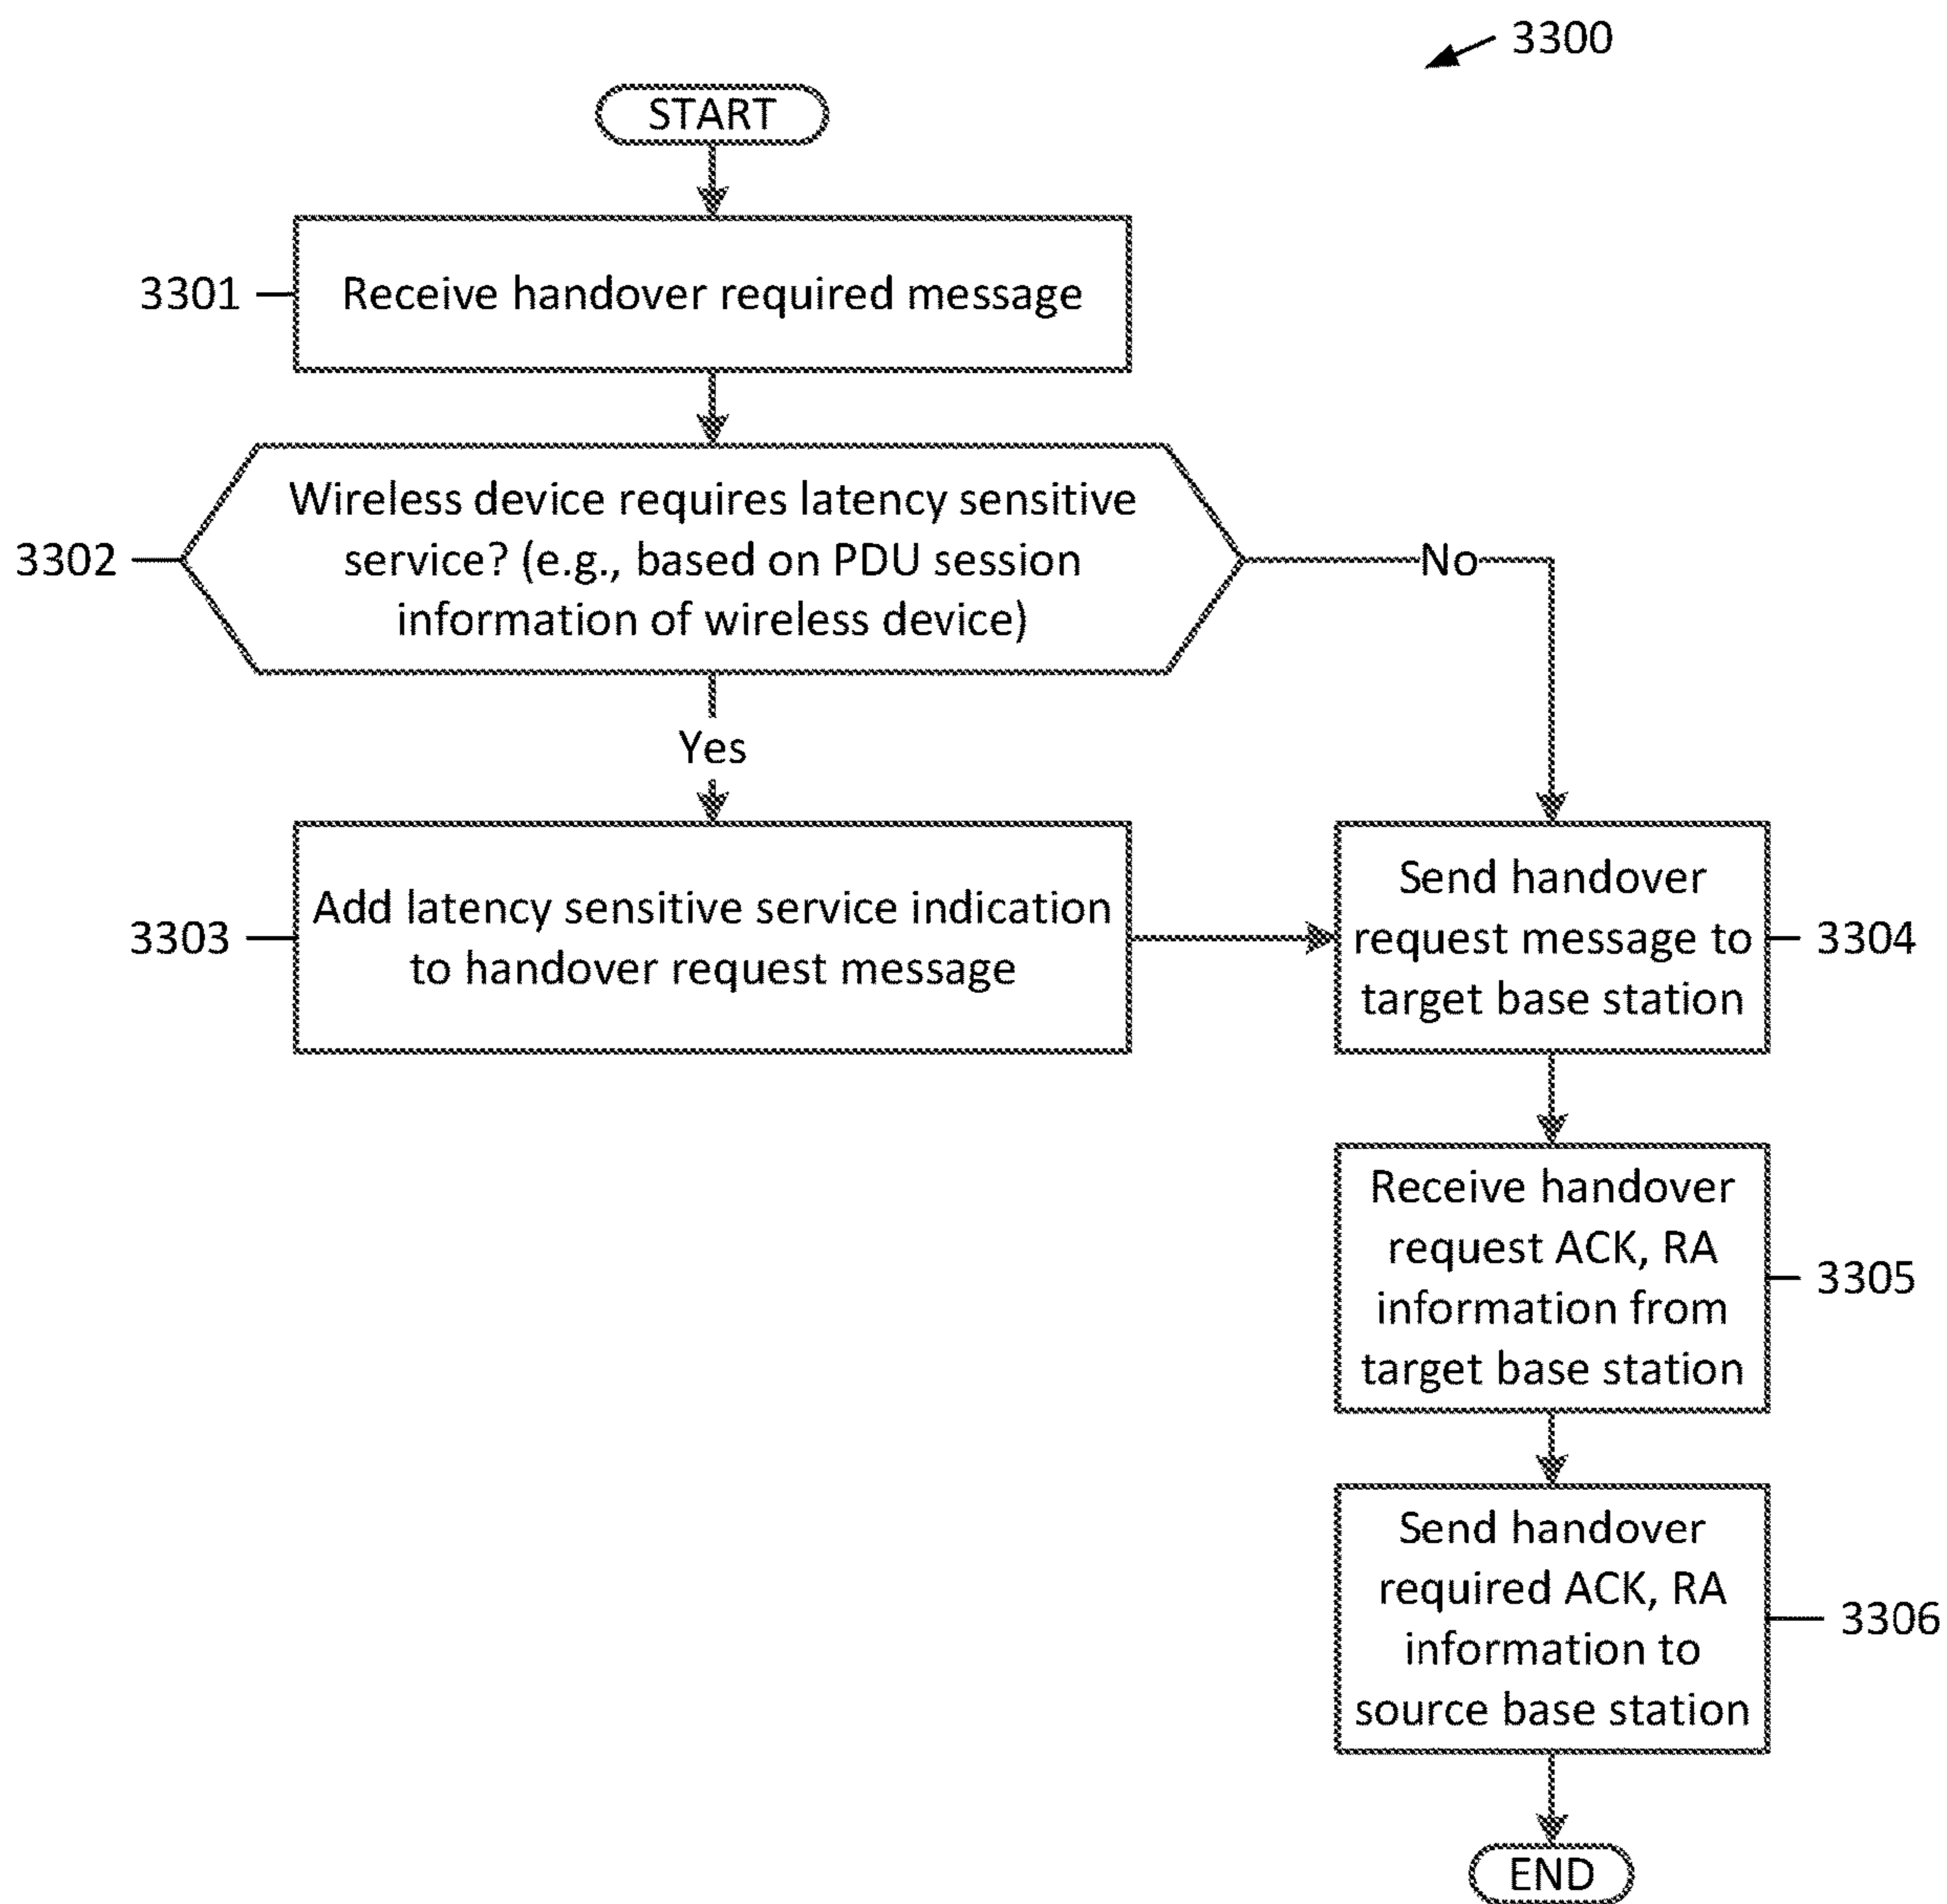 3300
START
3301
Receive handover required message
Wireless device requires latency sensitive
service? (e.g., based on PDU session
information of wireless device)
3302
No
Yes
3303
Add latency sensitive service indication
to handover request message
Send handover
request message to
target base station
3304
Receive handover
request ACK, RA
information from
target base station
3305
Send handover
required ACK, RA
information to
source base station
3306
END